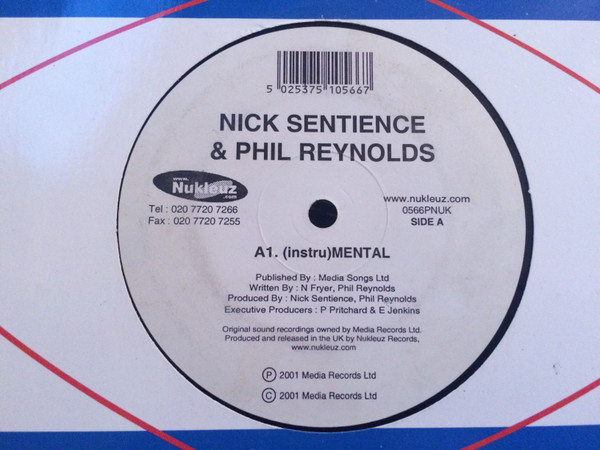 5 025375 105667
NICK SENTIENCE
& PHIL REYNOLDS
www.
Nukleuz
.com
Tel : 020 7720 7266
Fax : 020 7720 7255
www.nukleuz.com
0566PNUK
SIDE A
A1. (instru)MENTAL
Published By : Media Songs Ltd
Written By : N Fryer, Phil Reynolds
Produced By : Nick Sentience, Phil Reynolds
Executive Producers : P Pritchard & E Jenkins
Original sound recordings owned by Media Records Ltd.
Produced and released in the UK by Nukleuz Records,
www.nukleuz.com
Ⓟ 2001 Media Records Ltd
© 2001 Media Records Ltd